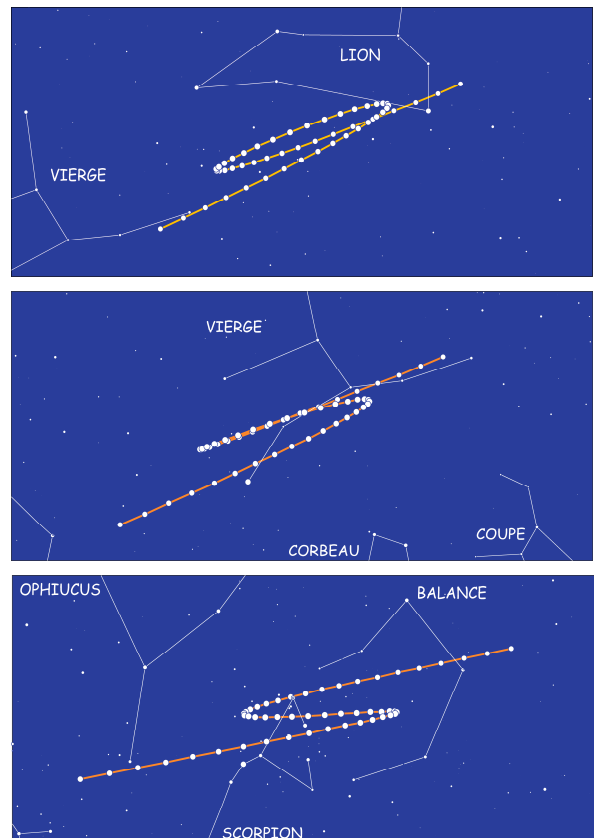 LION
VIERGE
VIERGE
COUPE
CORBEAU
OPHIUCUS
BALANCE
SCORPION